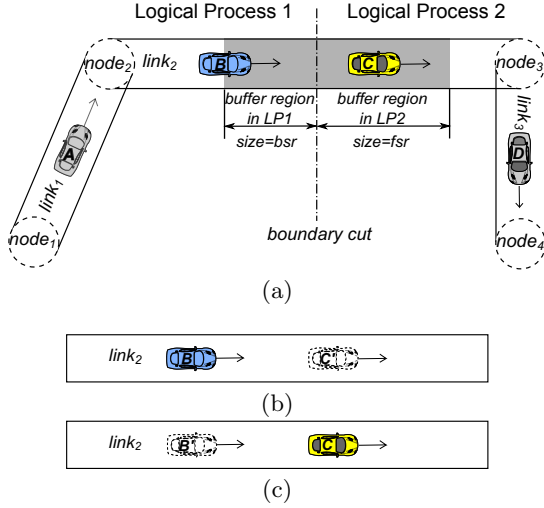 Logical Process 1 Logical Process 2
node2 link2 B C node3
buffer region in LP1 size=bsr
buffer region in LP2 size=fsr
A link1 link3 D
node1 boundary cut node4
(a)
link2 B C
(b)
link2 B C
(c)